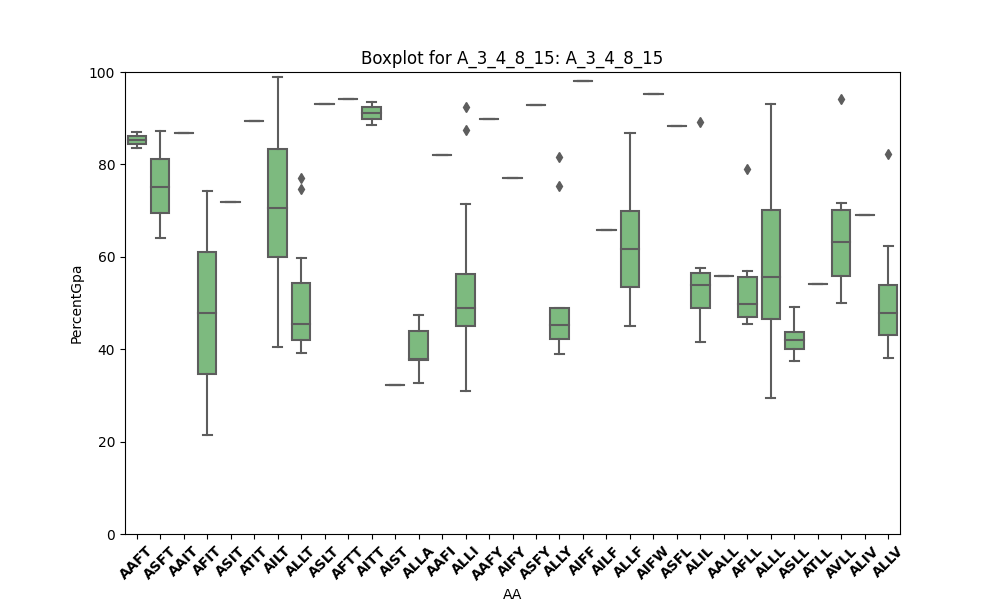 Boxplot for A_3_4_8_15: A_3_4_8_15
100
80
60
40
20
0
PercentGpa
AAFT ASFT AAIT AFIT ASIT ATIT AILT ALLT ASLT AFTT AITT AIST ALLA AAFI ALLI AAFY AIFY ASFY ALLY AIFF AILF ALLF AIFW ASFL ALIL AALL AFLL ALLL ASLL ATLL AVLL ALIV ALLV
AA